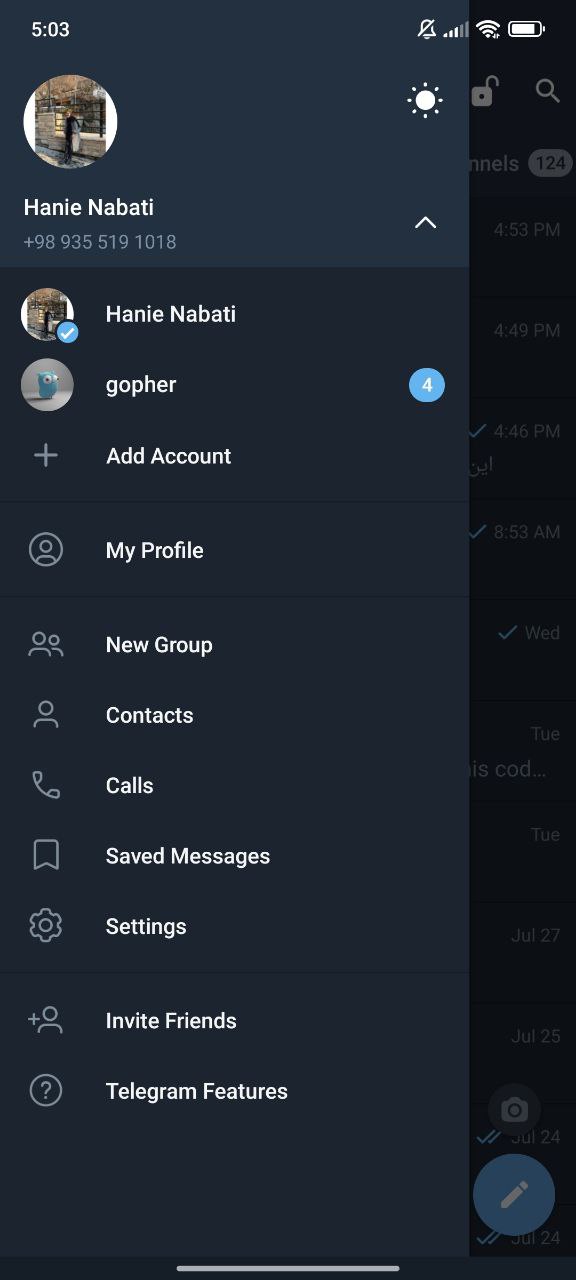 5:03
nnels 124
Hanie Nabati
+98 935 519 1018
Hanie Nabati
gopher 4
Add Account
My Profile
New Group
Contacts
Calls
Saved Messages
Settings
Invite Friends
Telegram Features
4:53 PM
4:49 PM
4:46 PM
این
8:53 AM
Wed
Tue
his cod...
Tue
Jul 27
Jul 25
Jul 24
Jul 24